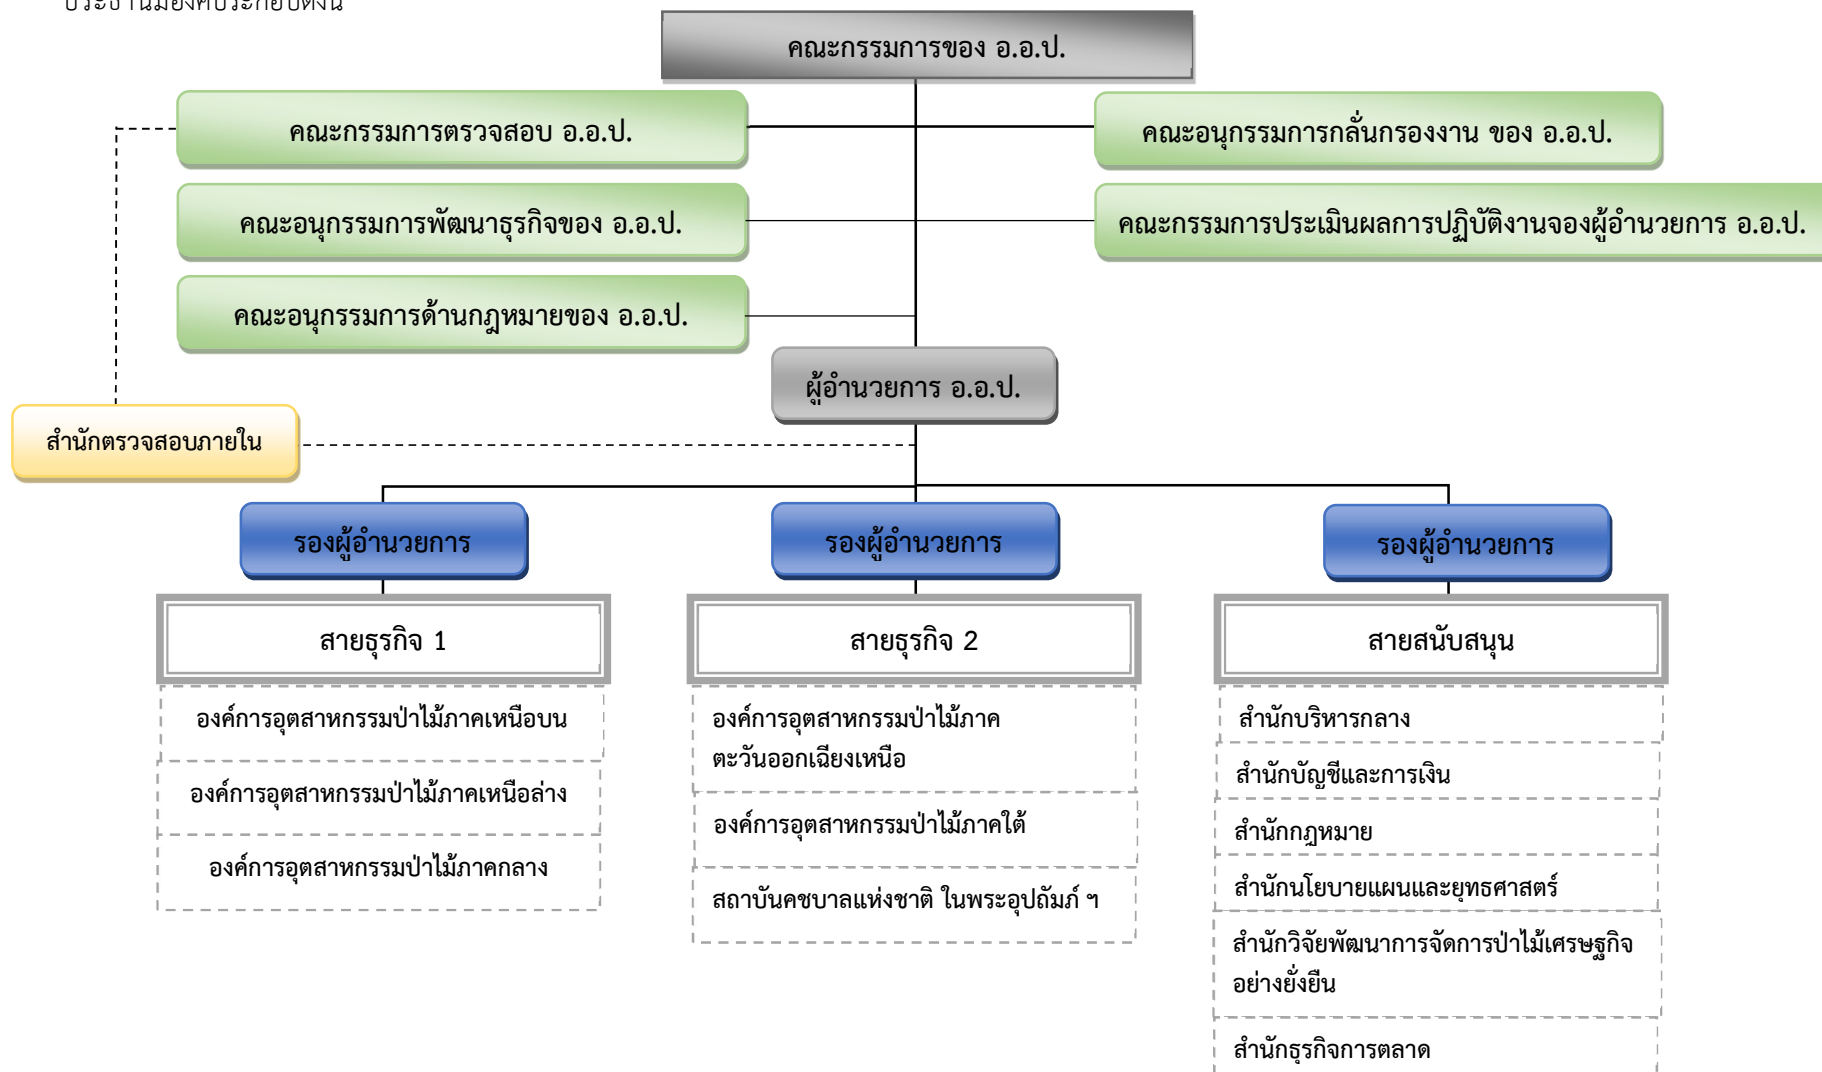 ประธานมีองค์ประกอบดังนี้
คณะกรรมการของ อ.อ.ป.
คณะกรรมการตรวจสอบ อ.อ.ป.
คณะอนุกรรมการกลั่นกรองงาน ของ อ.อ.ป.
คณะอนุกรรมการพัฒนาธุรกิจของ อ.อ.ป.
คณะกรรมการประเมินผลการปฏิบัติงานจองผู้อำนวยการ อ.อ.ป.
คณะอนุกรรมการด้านกฎหมายของ อ.อ.ป.
ผู้อำนวยการ อ.อ.ป.
สำนักตรวจสอบภายใน
รองผู้อำนวยการ
รองผู้อำนวยการ
รองผู้อำนวยการ
สายธุรกิจ 1
องค์การอุตสาหกรรมป่าไม้ภาคเหนือบน
องค์การอุตสาหกรรมป่าไม้ภาคเหนือล่าง
องค์การอุตสาหกรรมป่าไม้ภาคกลาง
สายธุรกิจ 2
องค์การอุตสาหกรรมป่าไม้ภาค
ตะวันออกเฉียงเหนือ
องค์การอุตสาหกรรมป่าไม้ภาคใต้
สถาบันคชบาลแห่งชาติ ในพระอุปถัมภ์ ฯ
สายสนับสนุน
สำนักบริหารกลาง
สำนักบัญชีและการเงิน
สำนักกฎหมาย
สำนักนโยบายแผนและยุทธศาสตร์
สำนักวิจัยพัฒนาการจัดการป่าไม้เศรษฐกิจ
อย่างยั่งยืน
สำนักธุรกิจการตลาด